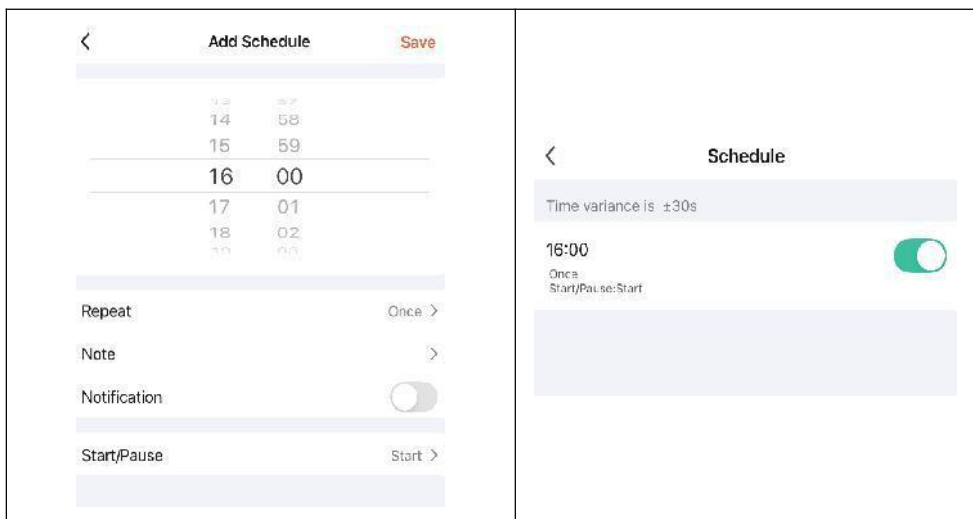 Add Schedule Save
14 58
15 59
16 00
17 01
18 02
Repeat Once
Note
Notification
Start/Pause Start
Schedule
Time variance is ±30s
16:00
Once
Start/Pause:Start